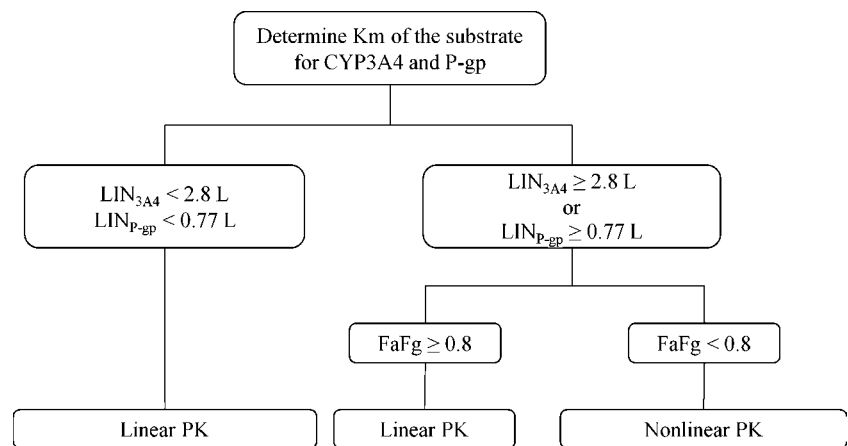 Determine Km of the substrate
for CYP3A4 and P-gp
LIN3A4 < 2.8 L
LINP-gp < 0.77 L
LIN3A4 ≥ 2.8 L
or
LINP-gp ≥ 0.77 L
FaFg ≥ 0.8
FaFg < 0.8
Linear PK
Linear PK
Nonlinear PK